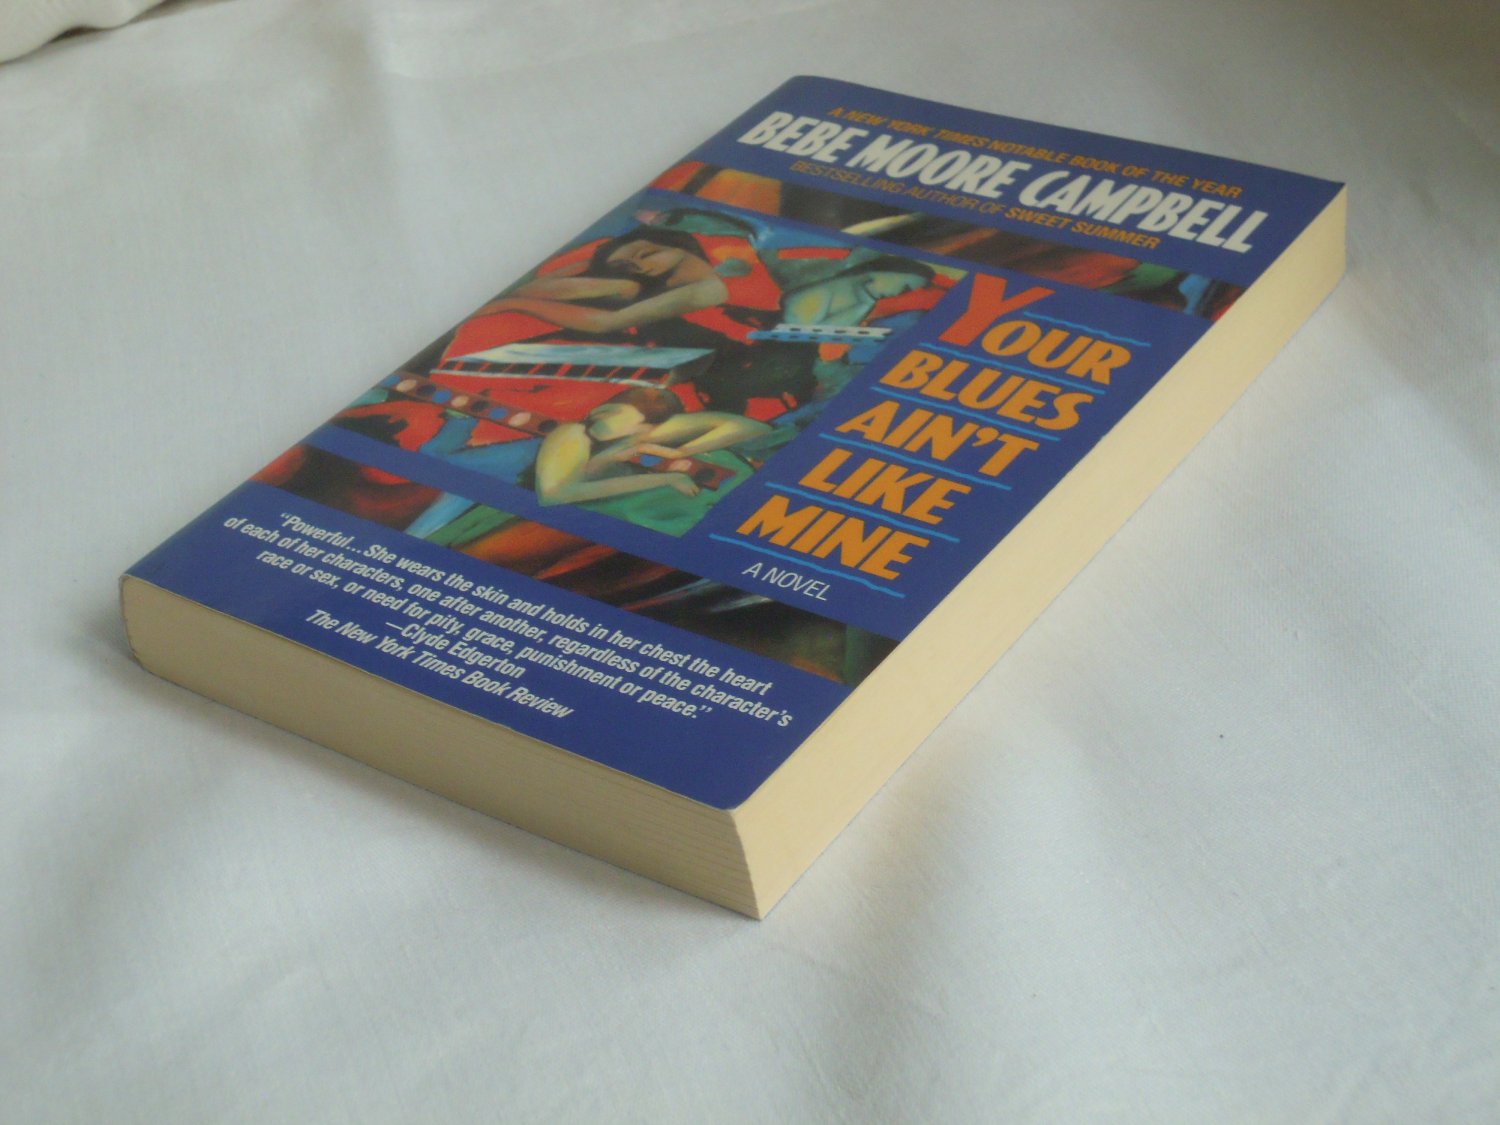 A NEW YORK TIMES NOTABLE BOOK OF THE YEAR
BEBE MOORE CAMPBELL
BESTSELLING AUTHOR OF SWEET SUMMER
YOUR
BLUES
AIN'T
LIKE
MINE
A NOVEL
“Powerful... She wears the skin and holds in her chest the heart
of each of her characters, one after another, regardless of the character's
race or sex, or need for pity, grace, punishment or peace.”
—Clyde Edgerton
The New York Times Book Review